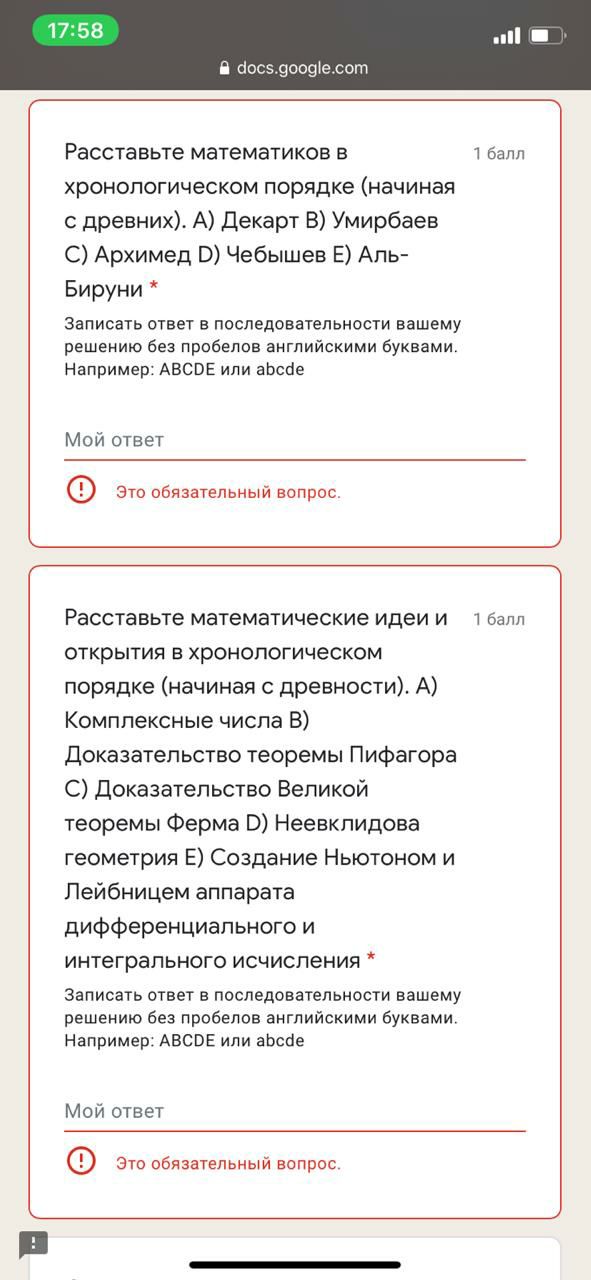 17:58
docs.google.com
Расставьте математиков в
1 балл
хронологическом порядке (начиная
с древних). A) Декарт B) Умирбаев
C) Архимед D) Чебышев E) Аль-
Бируни *
Записать ответ в последовательности вашему
решению без пробелов английскими буквами.
Например: ABCDE или abcde
Мой ответ
Это обязательный вопрос.
Расставьте математические идеи и
1 балл
открытия в хронологическом
порядке (начиная с древности). A)
Комплексные числа B)
Доказательство теоремы Пифагора
C) Доказательство Великой
теоремы Ферма D) Неевклидова
геометрия E) Создание Ньютоном и
Лейбницем аппарата
дифференциального и
интегрального исчисления *
Записать ответ в последовательности вашему
решению без пробелов английскими буквами.
Например: ABCDE или abcde
Мой ответ
Это обязательный вопрос.